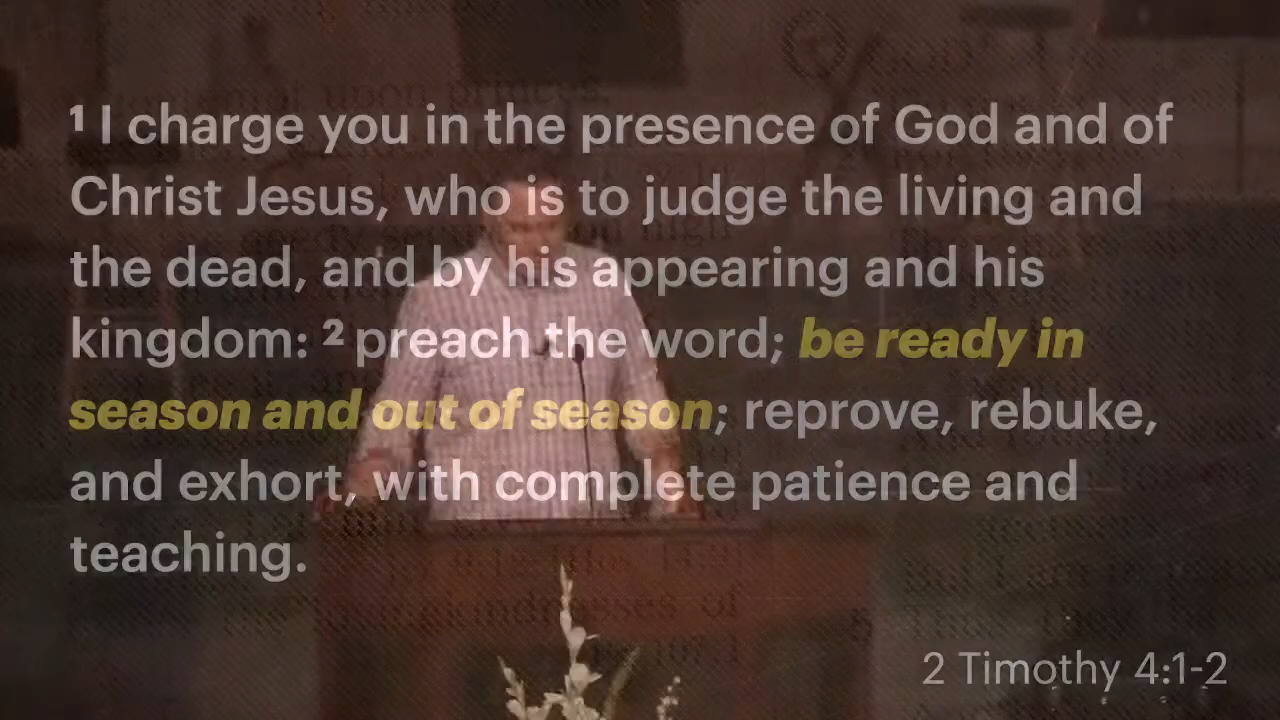 ¹ I charge you in the presence of God and of
Christ Jesus, who is to judge the living and
the dead, and by his appearing and his
kingdom: ² preach the word; be ready in
season and out of season; reprove, rebuke,
and exhort, with complete patience and
teaching.
2 Timothy 4:1-2